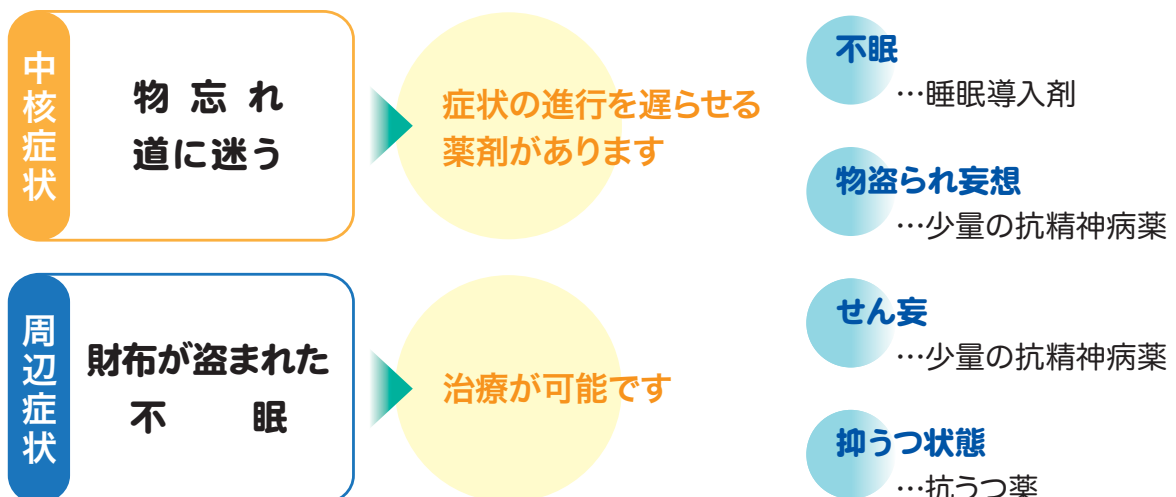 中核症状
物忘れ
道に迷う
症状の進行を遅らせる
薬剤があります
周辺症状
財布が盗まれた
不眠
治療が可能です
不眠
…睡眠導入剤
物盗られ妄想
…少量の抗精神病薬
せん妄
…少量の抗精神病薬
抑うつ状態
…抗うつ薬